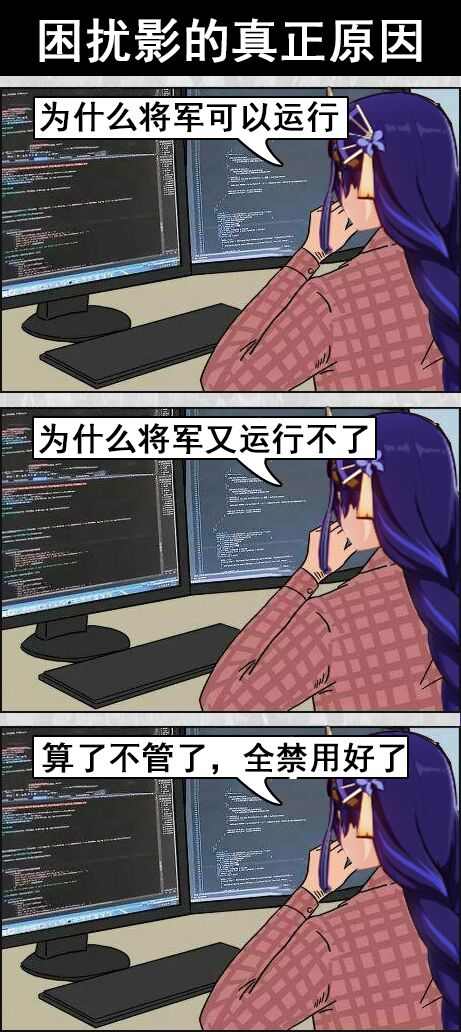 困扰影的真正原因
为什么将军可以运行
为什么将军又运行不了
算了不管了，全禁用好了